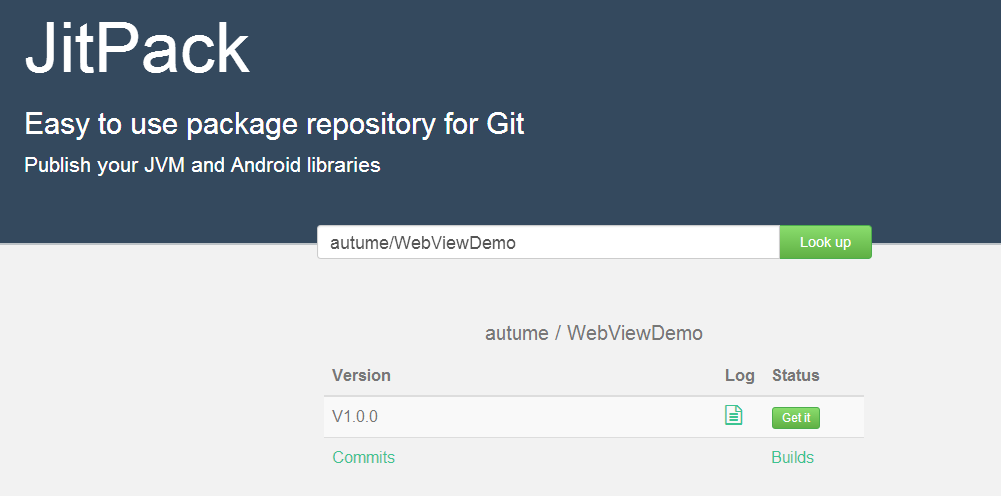 JitPack
Easy to use package repository for Git
Publish your JVM and Android libraries
autume/WebViewDemo Look up
autume / WebViewDemo
Version Log Status
V1.0.0 Get it
Commits Builds